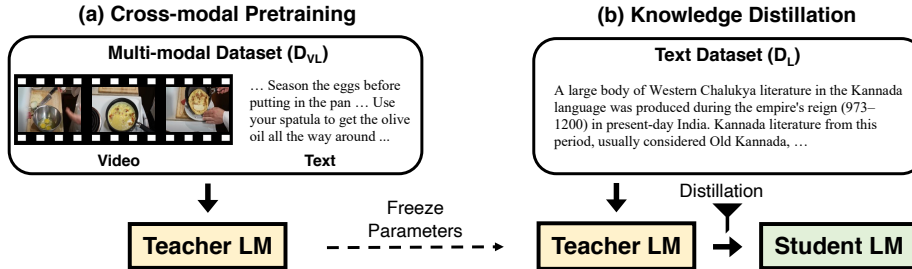 (a) Cross-modal Pretraining
Multi-modal Dataset (D_VL)
… Season the eggs before
putting in the pan … Use
your spatula to get the olive
oil all the way around ...
Video
Text
Teacher LM
Freeze
Parameters
(b) Knowledge Distillation
Text Dataset (D_L)
A large body of Western Chalukya literature in the Kannada
language was produced during the empire's reign (973–
1200) in present-day India. Kannada literature from this
period, usually considered Old Kannada, …
Distillation
Teacher LM
Student LM